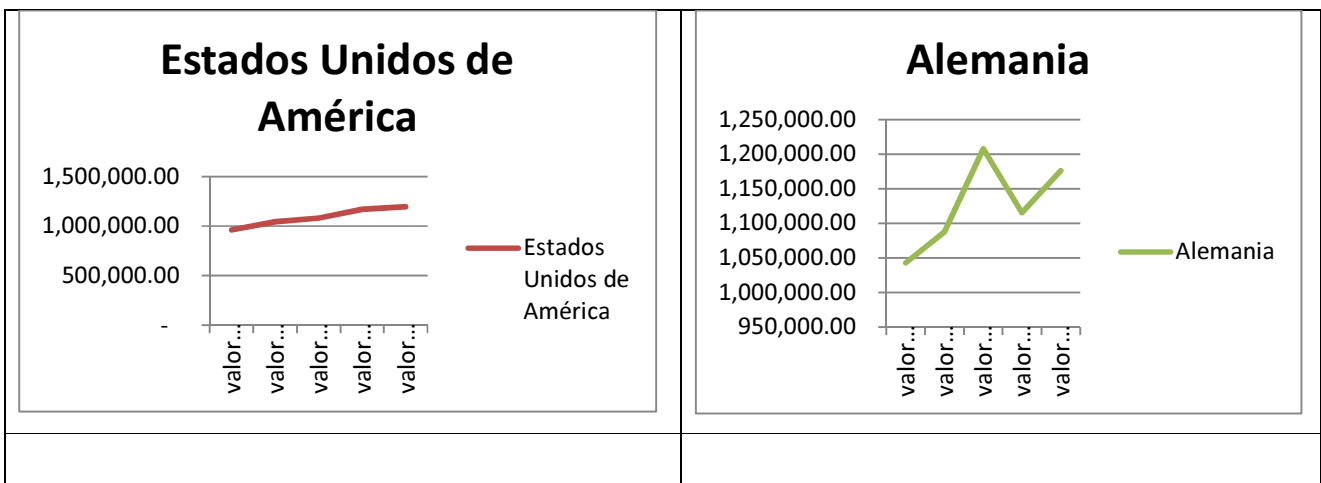 Estados Unidos de
América
1,500,000.00
1,000,000.00
500,000.00
-
valor...
valor...
valor...
valor...
valor...
Estados
Unidos de
América
Alemania
1,250,000.00
1,200,000.00
1,150,000.00
1,100,000.00
1,050,000.00
1,000,000.00
950,000.00
valor...
valor...
valor...
valor...
valor...
Alemania